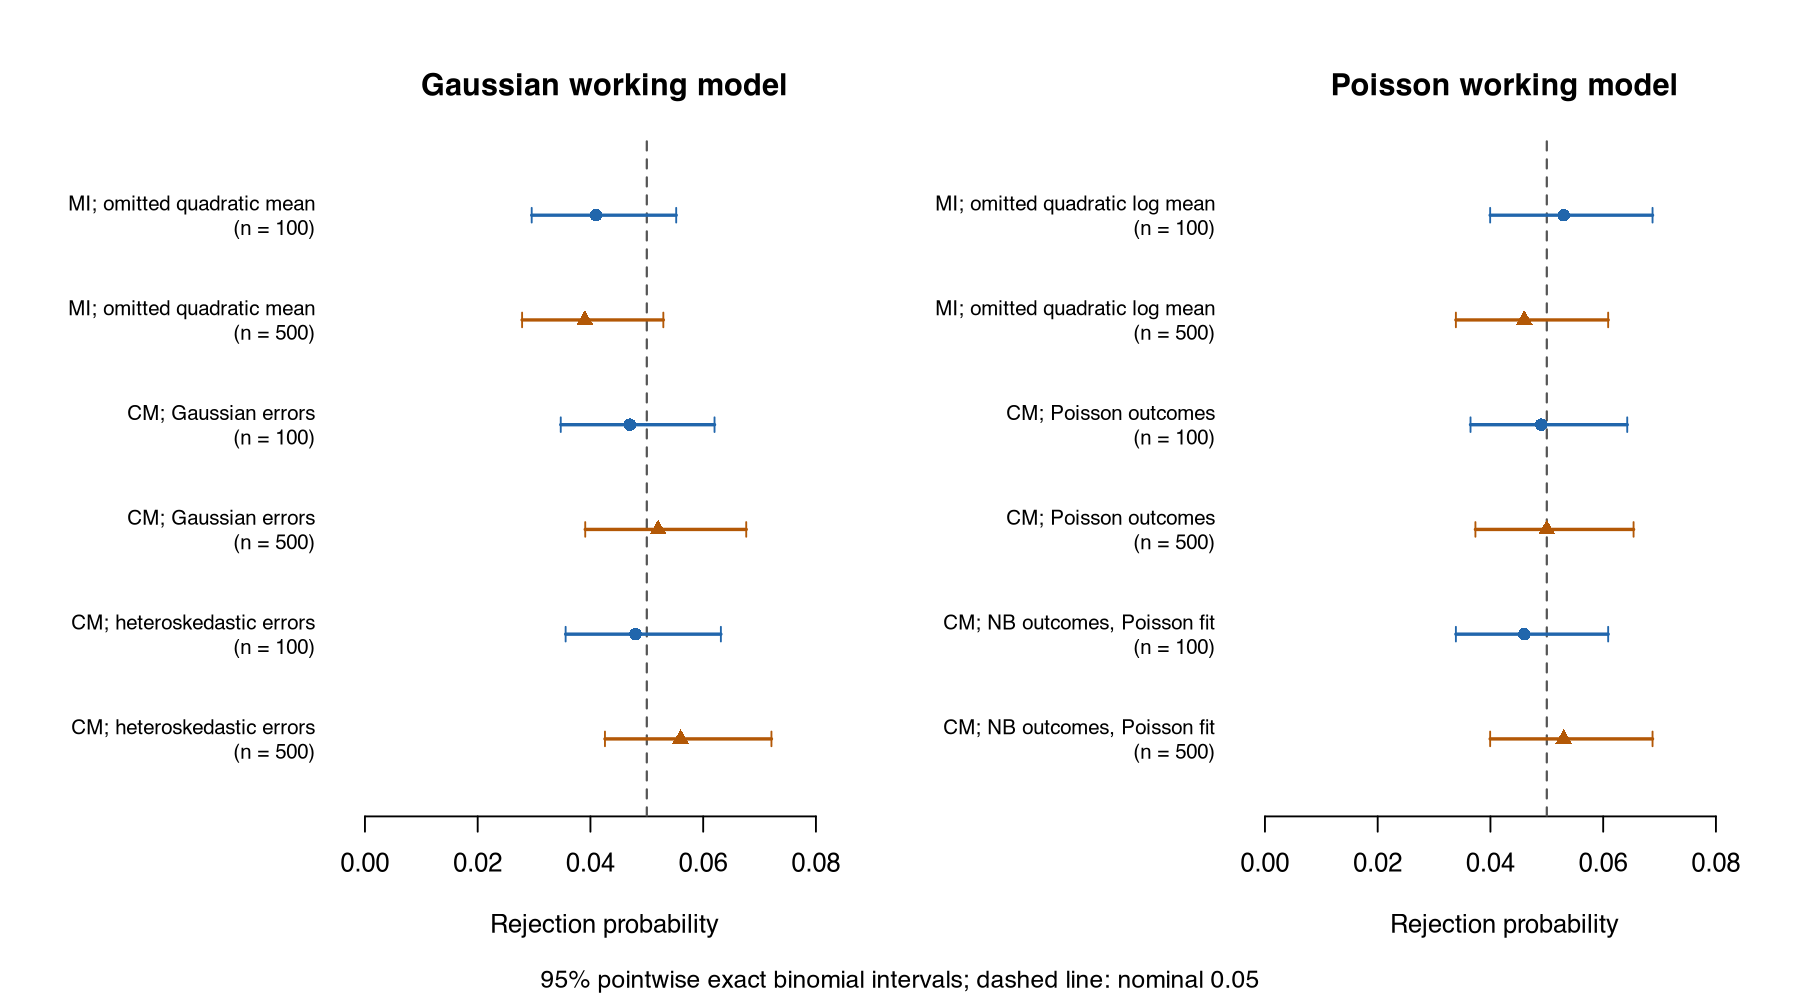 Gaussian working model
MI; omitted quadratic mean
(n = 100)
MI; omitted quadratic mean
(n = 500)
CM; Gaussian errors
(n = 100)
CM; Gaussian errors
(n = 500)
CM; heteroskedastic errors
(n = 100)
CM; heteroskedastic errors
(n = 500)
0.00 0.02 0.04 0.06 0.08
Rejection probability
Poisson working model
MI; omitted quadratic log mean
(n = 100)
MI; omitted quadratic log mean
(n = 500)
CM; Poisson outcomes
(n = 100)
CM; Poisson outcomes
(n = 500)
CM; NB outcomes, Poisson fit
(n = 100)
CM; NB outcomes, Poisson fit
(n = 500)
0.00 0.02 0.04 0.06 0.08
Rejection probability
95% pointwise exact binomial intervals; dashed line: nominal 0.05